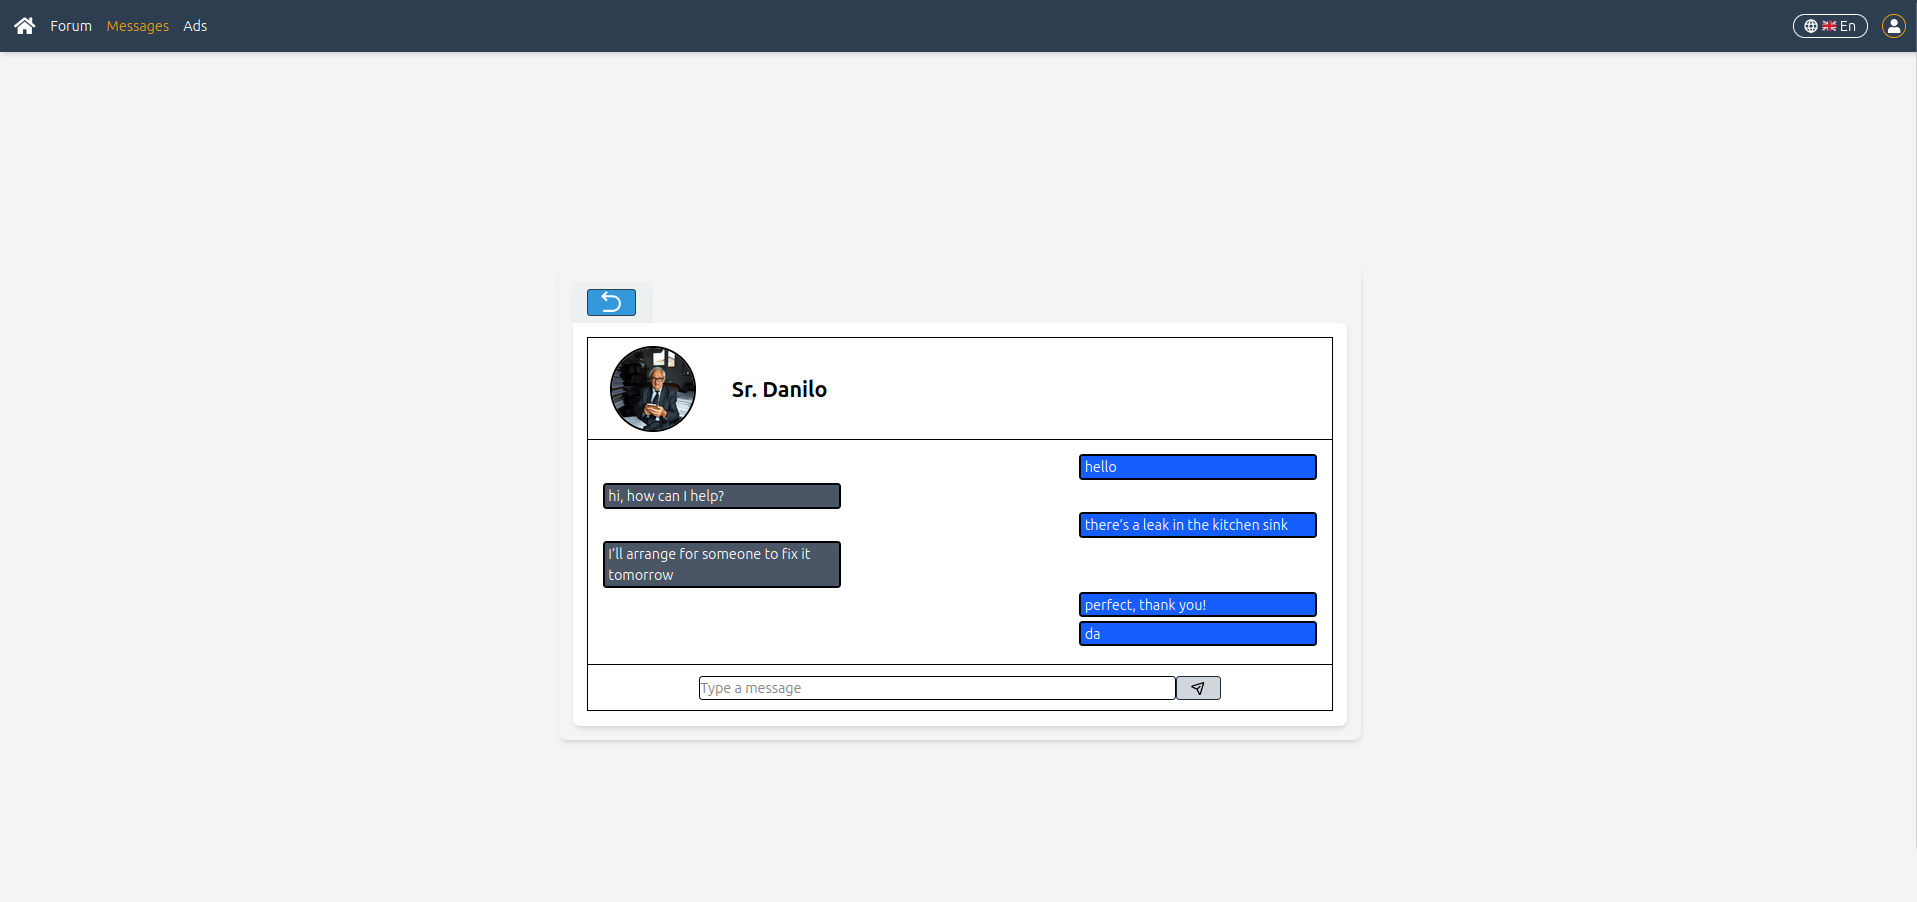 Forum Messages Ads En
Sr. Danilo
hello
hi, how can I help?
there's a leak in the kitchen sink
I'll arrange for someone to fix it
tomorrow
perfect, thank you!
da
Type a message